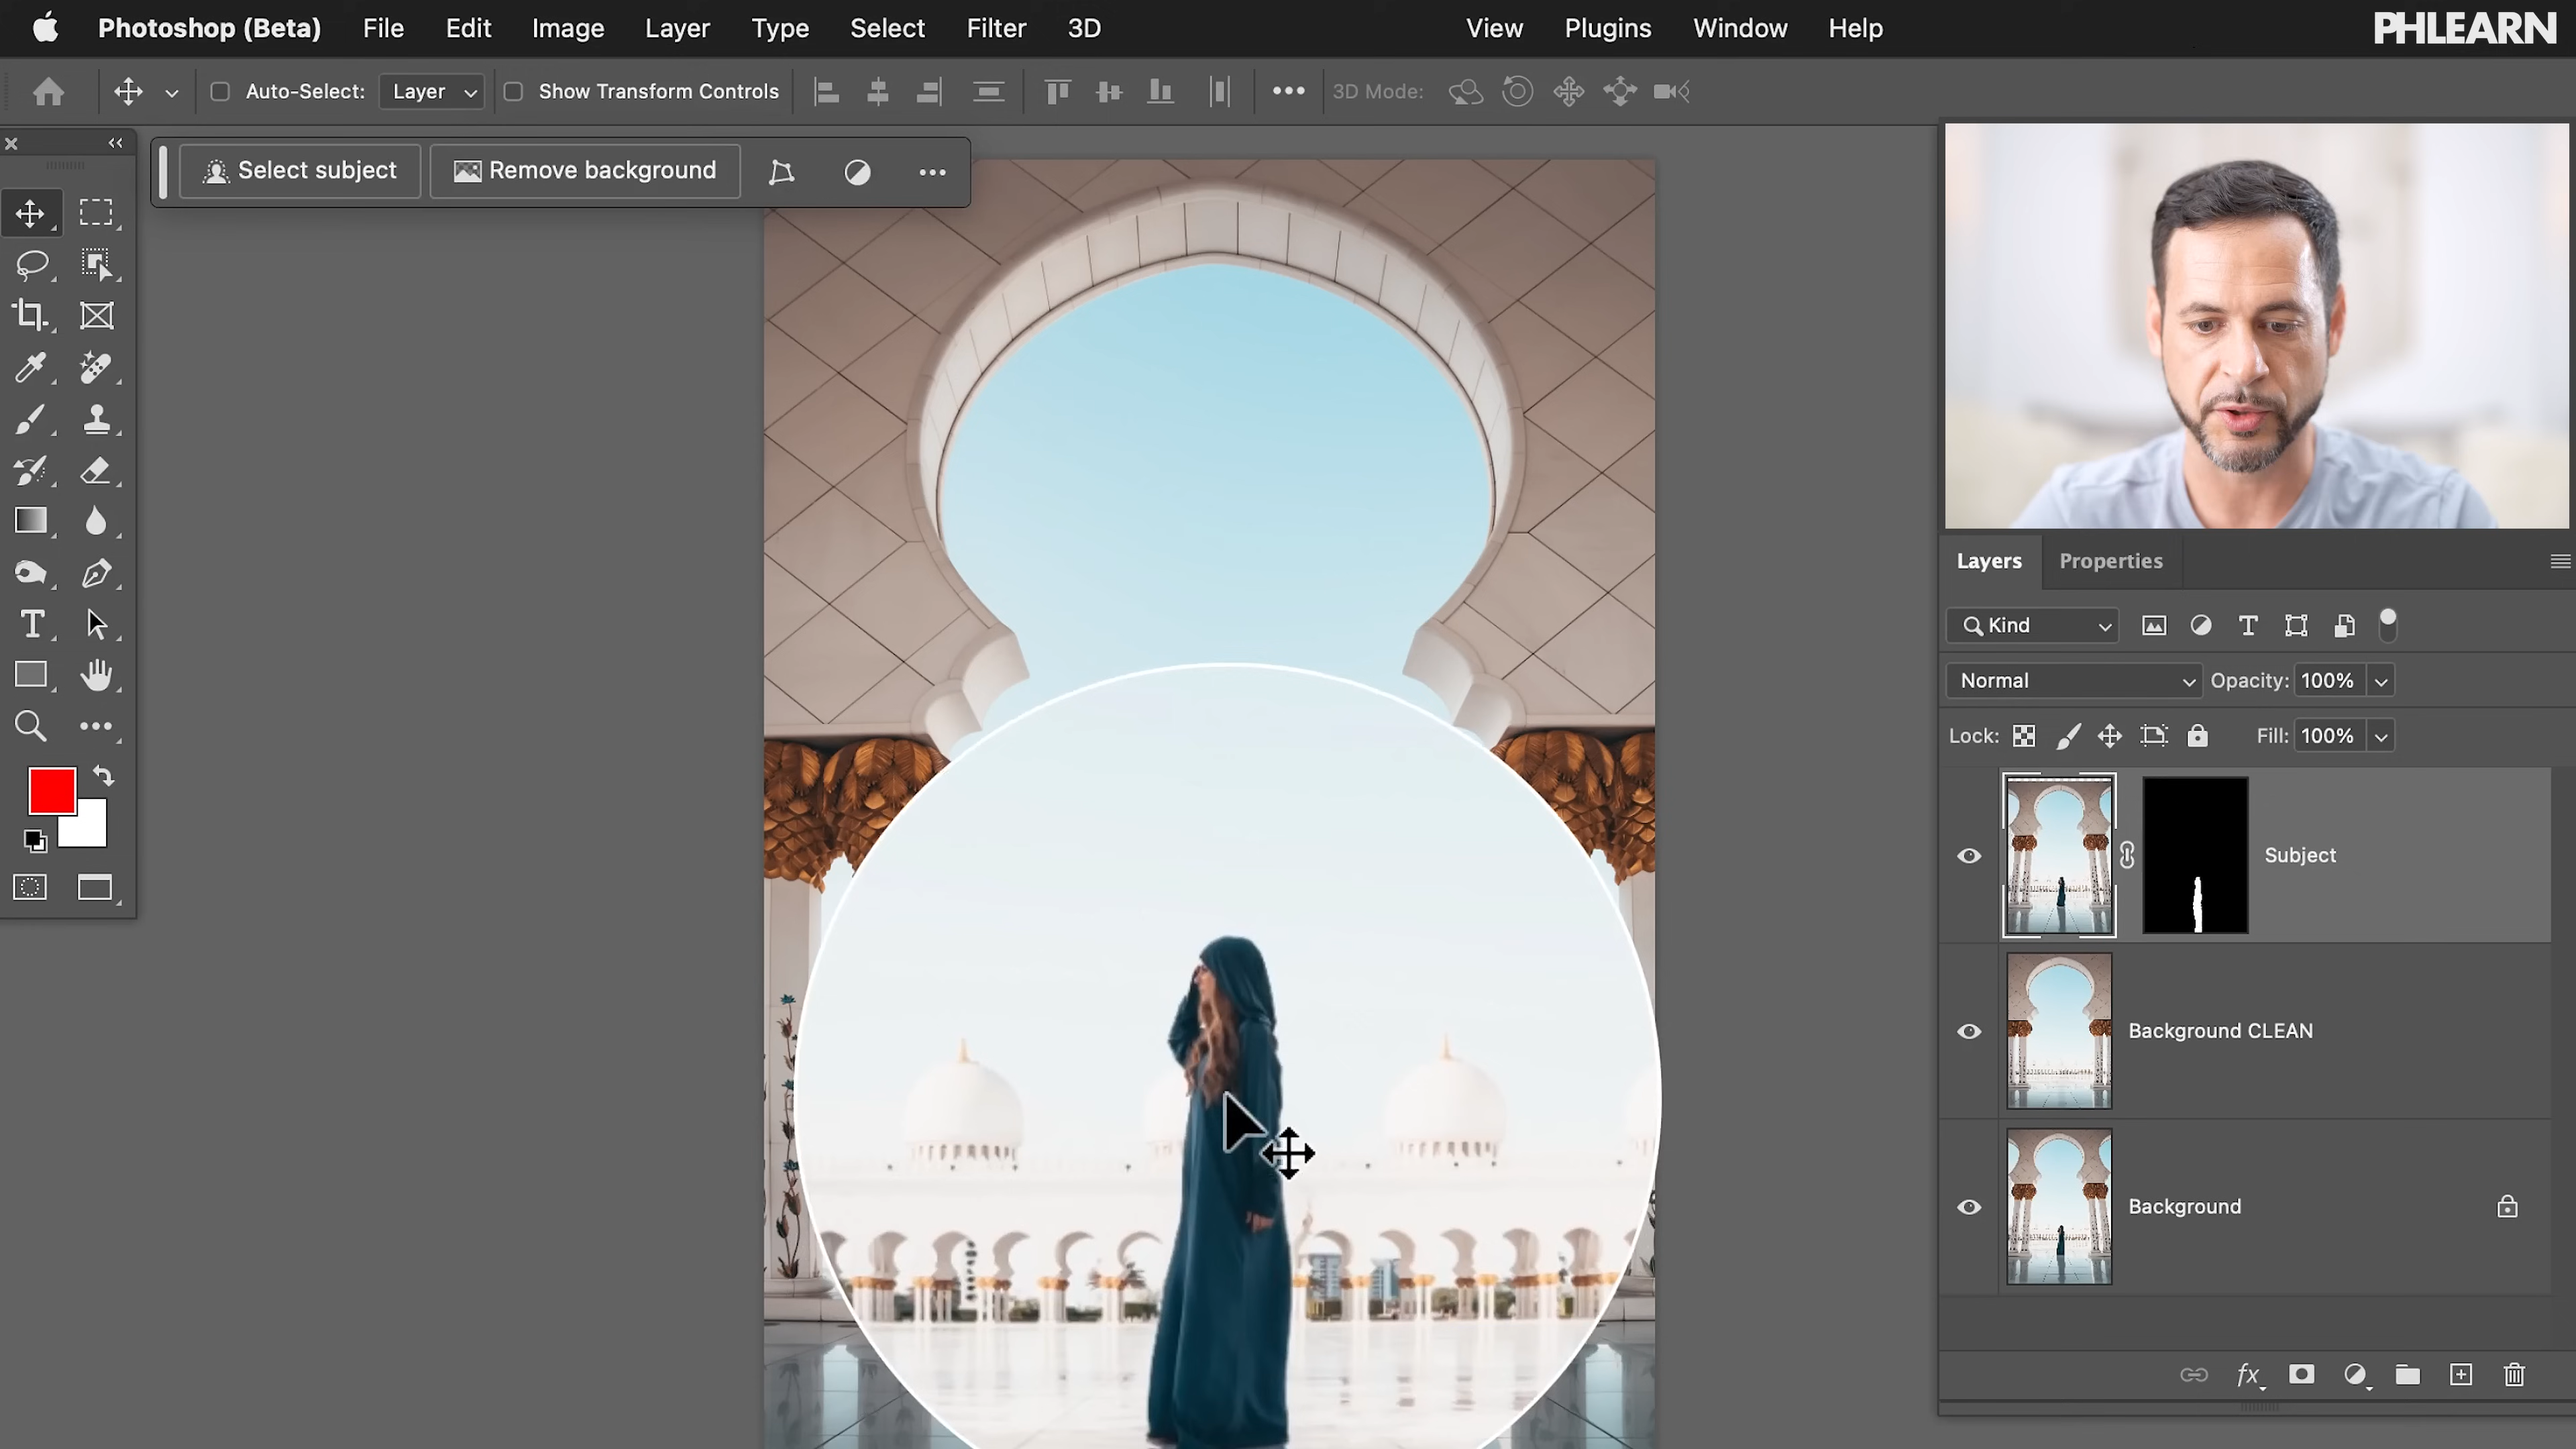 Photoshop (Beta) File Edit Image Layer Type Select Filter 3D View Plugins Window Help
PHLEARN
Auto-Select: Layer Show Transform Controls 3D Mode:
Select subject Remove background
Layers Properties
Kind
Normal Opacity: 100%
Lock: Fill: 100%
Subject
Background CLEAN
Background
fx